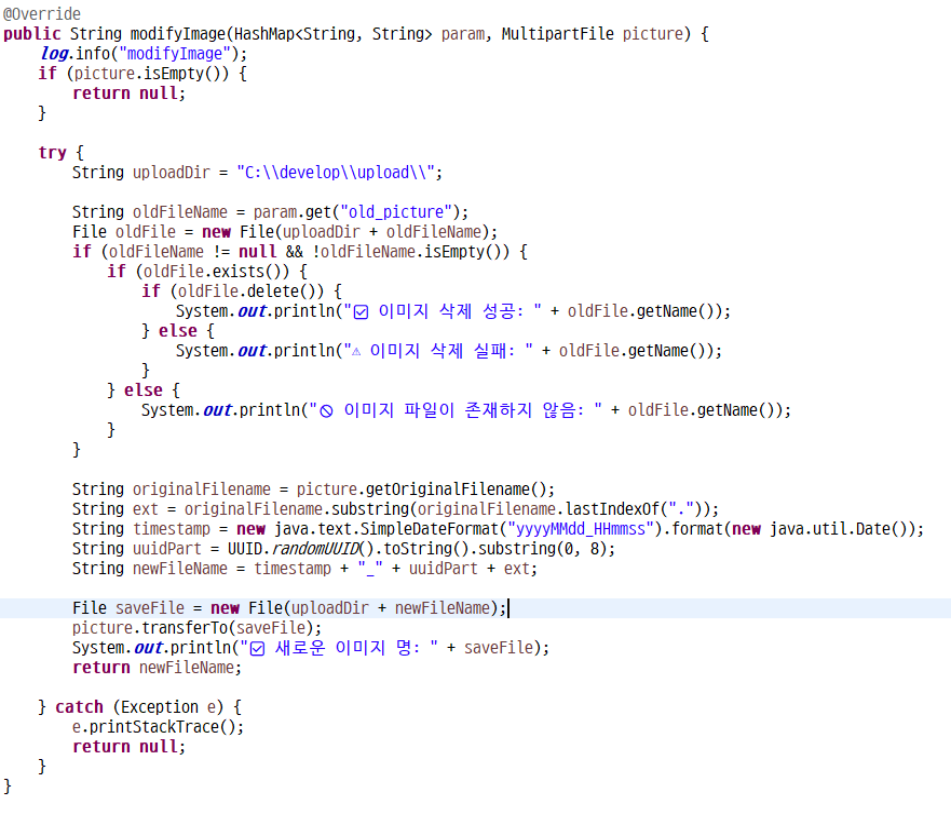 @Override
public String modifyImage(HashMap<String, String> param, MultipartFile picture) {
    log.info("modifyImage");
    if (picture.isEmpty()) {
        return null;
    }

    try {
        String uploadDir = "C:\\develop\\upload\\";

        String oldFileName = param.get("old_picture");
        File oldFile = new File(uploadDir + oldFileName);
        if (oldFileName != null && !oldFileName.isEmpty()) {
            if (oldFile.exists()) {
                if (oldFile.delete()) {
                    System.out.println("☑ 이미지 삭제 성공: " + oldFile.getName());
                } else {
                    System.out.println("⚠ 이미지 삭제 실패: " + oldFile.getName());
                }
            } else {
                System.out.println("🛇 이미지 파일이 존재하지 않음: " + oldFile.getName());
            }
        }

        String originalFilename = picture.getOriginalFilename();
        String ext = originalFilename.substring(originalFilename.lastIndexOf("."));
        String timestamp = new java.text.SimpleDateFormat("yyyyMMdd_HHmmss").format(new java.util.Date());
        String uuidPart = UUID.randomUUID().toString().substring(0, 8);
        String newFileName = timestamp + "_" + uuidPart + ext;

        File saveFile = new File(uploadDir + newFileName);
        picture.transferTo(saveFile);
        System.out.println("☑ 새로운 이미지 명: " + saveFile);
        return newFileName;

    } catch (Exception e) {
        e.printStackTrace();
        return null;
    }
}